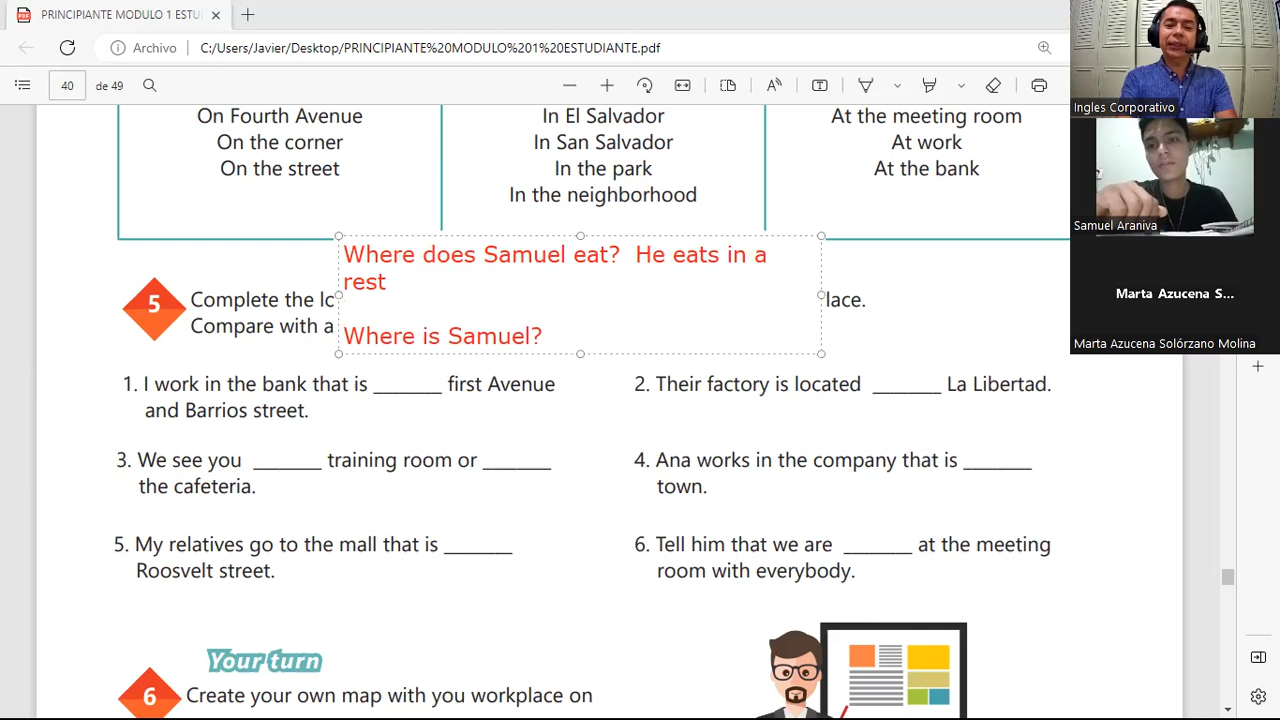 PRINCIPIANTE MODULO 1 ESTU
Archivo
C:/Users/Javier/Desktop/PRINCIPIANTE%20MODULO%201%20ESTUDIANTE.pdf
40
de 49
On Fourth Avenue
On the corner
On the street
In El Salvador
In San Salvador
In the park
In the neighborhood
At the meeting room
At work
At the bank
Where does Samuel eat?  He eats in a
rest
Where is Samuel?
5
Complete the lo
lace.
Compare with a
1. I work in the bank that is _______ first Avenue
and Barrios street.
2. Their factory is located _______ La Libertad.
3. We see you _______ training room or _______
the cafeteria.
4. Ana works in the company that is _______
town.
5. My relatives go to the mall that is _______
Roosvelt street.
6. Tell him that we are _______ at the meeting
room with everybody.
Your turn
6
Create your own map with you workplace on
Ingles Corporativo
Samuel Araniva
Marta Azucena S...
Marta Azucena Solórzano Molina